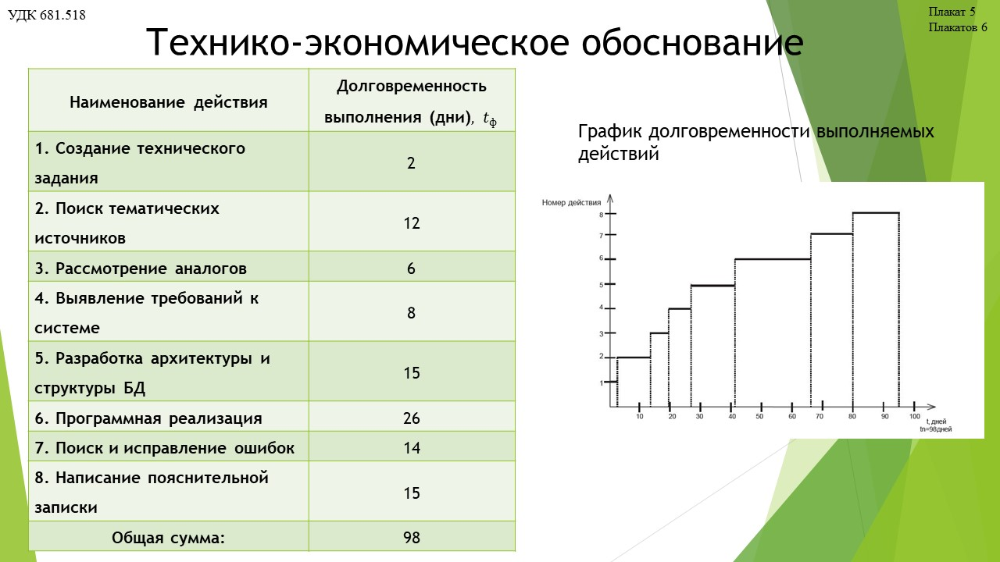 УДК 681.518
Плакат 5
Плакатов 6
Технико-экономическое обоснование
Наименование действия
Долговременность
выполнения (дни), tф
1. Создание технического
задания
2
2. Поиск тематических
источников
12
3. Рассмотрение аналогов
6
4. Выявление требований к
системе
8
5. Разработка архитектуры и
структуры БД
15
6. Программная реализация
26
7. Поиск и исправление ошибок
14
8. Написание пояснительной
записки
15
Общая сумма:
98
График долговременности выполняемых
действий
Номер действия
8
7
6
5
4
3
2
1
10 20 30 40 50 60 70 80 90 100
t, дней
tn=98дней